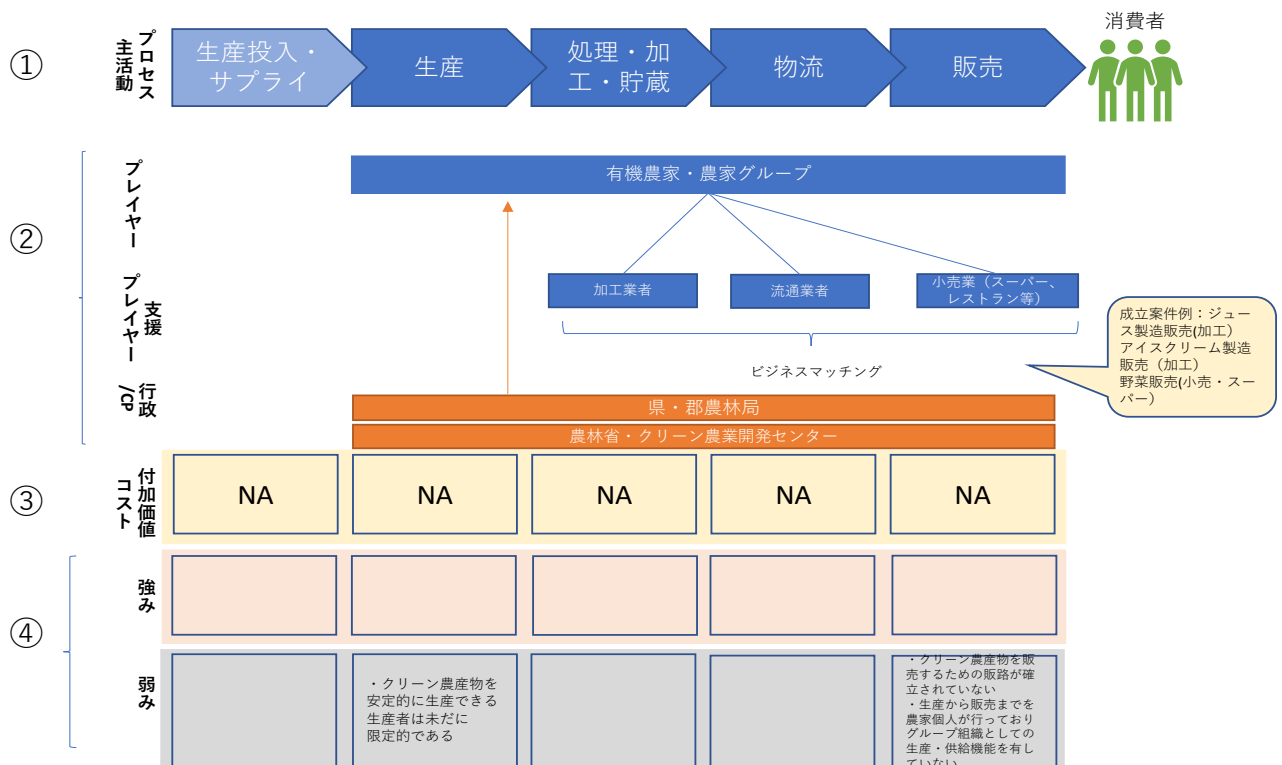 消費者
①
プロセス
主活動
生産投入・
サプライ
生産
処理・加
工・貯蔵
物流
販売
②
プレイヤー
有機農家・農家グループ
支援
プレイヤー
加工業者
流通業者
小売業（スーパー、
レストラン等）
ビジネスマッチング
成立案件例：ジュー
ス製造販売(加工）
アイスクリーム製造
販売（加工）
野菜販売(小売・スー
パー）
行政
/CP
県・郡農林局
農林省・クリーン農業開発センター
③
付加価値
コスト
NA
NA
NA
NA
NA
④
強み
弱み
・クリーン農産物を
安定的に生産できる
生産者は未だに
限定的である
・クリーン農産物を販
売するための販路が確
立されていない
・生産から販売までを
農家個人が行っており
グループ組織としての
生産・供給機能を有し
ていない